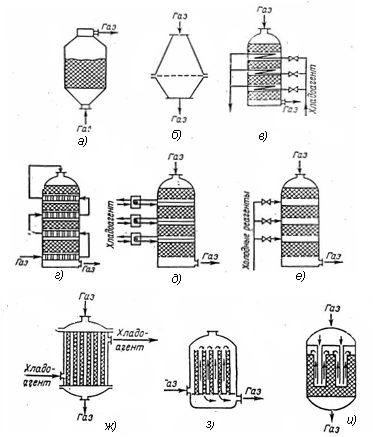 Газ
Газ
а)
Газ
Газ
б)
Газ
Газ
Хладоагент
в)
Газ
Газ
г)
Газ
Хладоагент
Газ
д)
Газ
Холодные реагенты
Газ
е)
Газ
Хладо-
агент
Хладо-
агент
Газ
ж)
Газ
Газ
з)
Газ
Газ
и)